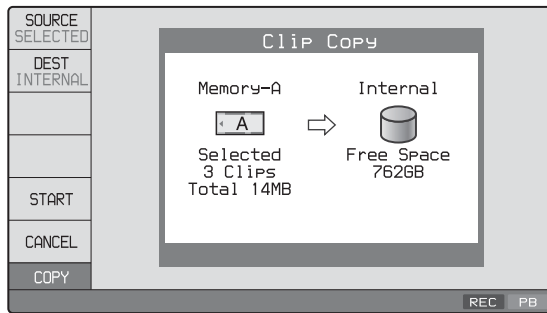 SOURCE
SELECTED
DEST
INTERNAL
START
CANCEL
COPY
Clip Copy
Memory-A
A
Selected
3 Clips
Total 14MB
Internal
Free Space
762GB
REC PB